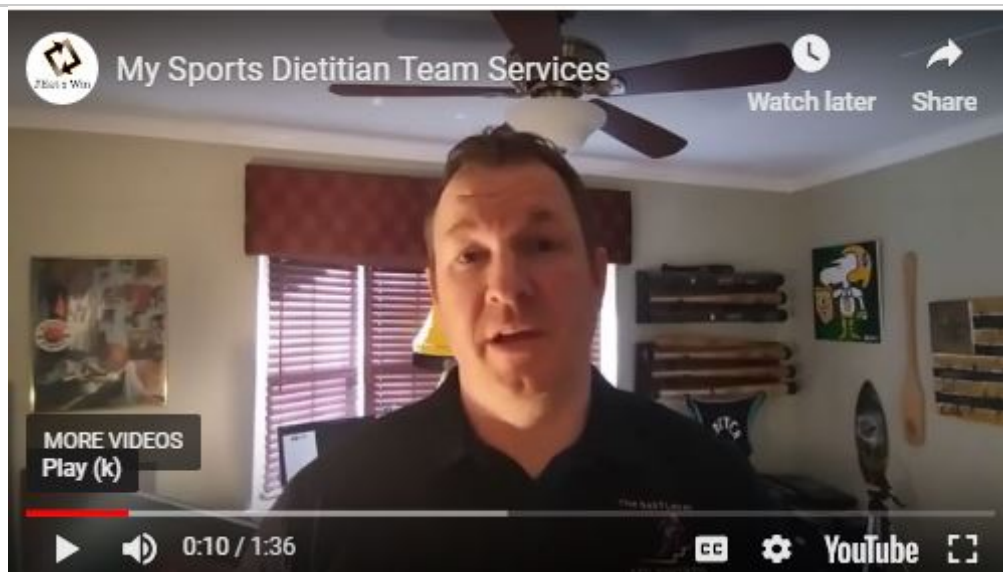 My Sports Dietitian Team Services
Watch later
Share
MORE VIDEOS
Play (k)
0:10 / 1:36
CC
YouTube